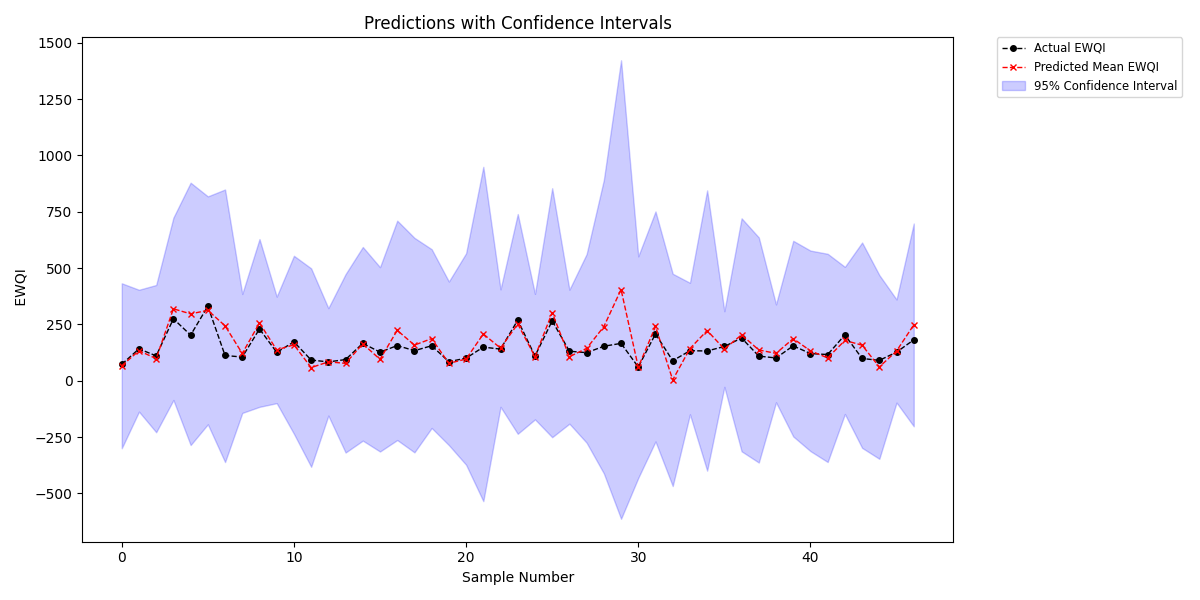 Predictions with Confidence Intervals
1500
1250
1000
750
500
250
0
−250
−500
EWQI
0 10 20 30 40
Sample Number
Actual EWQI
Predicted Mean EWQI
95% Confidence Interval